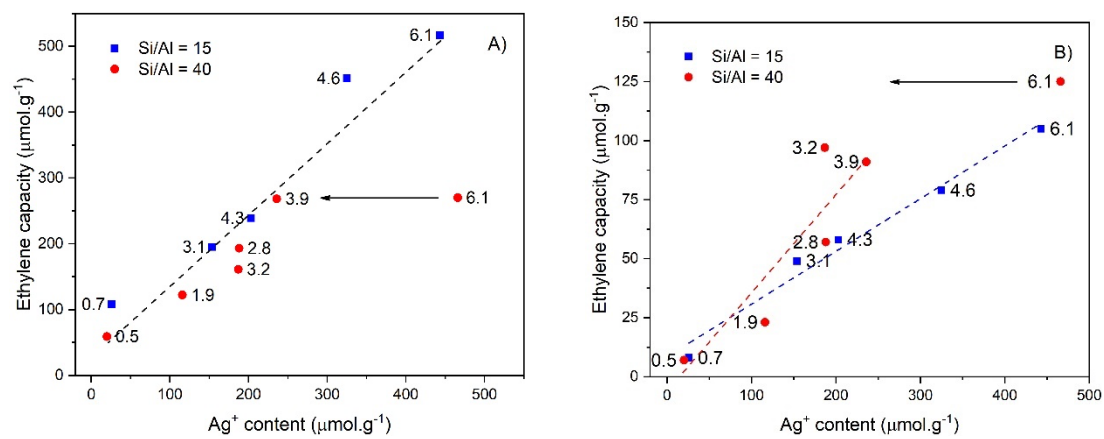 A)
Si/Al = 15
Si/Al = 40
6.1
4.6
3.9
6.1
4.3
3.1
2.8
3.2
0.7
1.9
0.5
500
400
300
200
100
0
0 100 200 300 400 500
Ethylene capacity (μmol.g⁻¹)
Ag⁺ content (μmol.g⁻¹)
B)
Si/Al = 15
Si/Al = 40
6.1
3.2
3.9
6.1
4.6
2.8
4.3
3.1
1.9
0.5
0.7
150
125
100
75
50
25
0
0 100 200 300 400 500
Ethylene capacity (μmol.g⁻¹)
Ag⁺ content (μmol.g⁻¹)